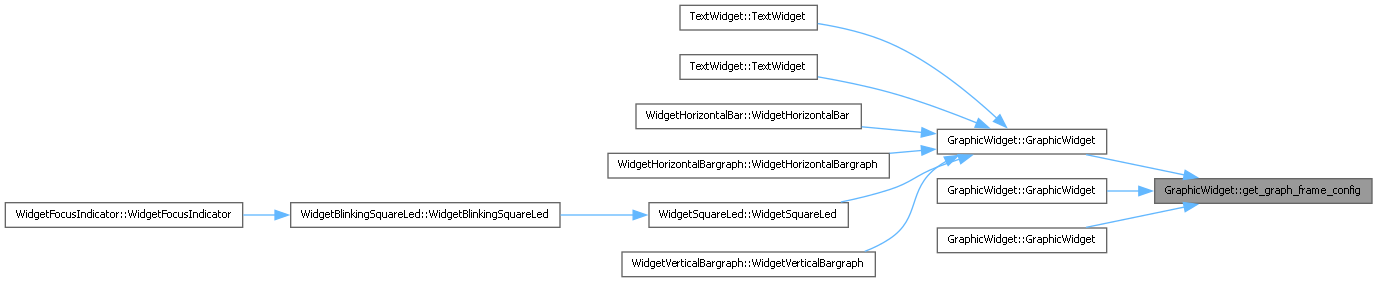 TextWidget::TextWidget
TextWidget::TextWidget
WidgetHorizontalBar::WidgetHorizontalBar
GraphicWidget::GraphicWidget
WidgetHorizontalBargraph::WidgetHorizontalBargraph
GraphicWidget::GraphicWidget
GraphicWidget::get_graph_frame_config
WidgetFocusIndicator::WidgetFocusIndicator
WidgetBlinkingSquareLed::WidgetBlinkingSquareLed
WidgetSquareLed::WidgetSquareLed
GraphicWidget::GraphicWidget
WidgetVerticalBargraph::WidgetVerticalBargraph